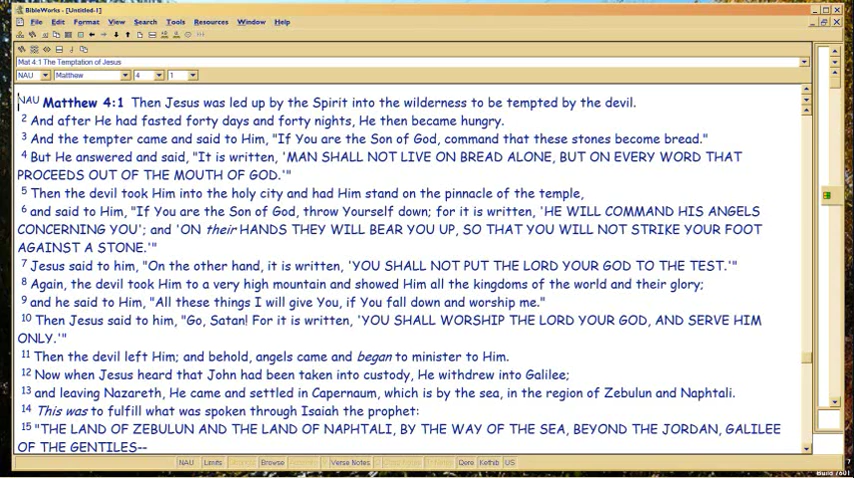 BibleWorks - [Untitled-1]
File Edit Format View Search Tools Resources Window Help
Mat 4:1 The Temptation of Jesus
NAU Matthew 4 1
NAU Matthew 4:1 Then Jesus was led up by the Spirit into the wilderness to be tempted by the devil.
2 And after He had fasted forty days and forty nights, He then became hungry.
3 And the tempter came and said to Him, "If You are the Son of God, command that these stones become bread."
4 But He answered and said, "It is written, 'MAN SHALL NOT LIVE ON BREAD ALONE, BUT ON EVERY WORD THAT
PROCEEDS OUT OF THE MOUTH OF GOD.'"
5 Then the devil took Him into the holy city and had Him stand on the pinnacle of the temple,
6 and said to Him, "If You are the Son of God, throw Yourself down; for it is written, 'HE WILL COMMAND HIS ANGELS
CONCERNING YOU'; and 'ON their HANDS THEY WILL BEAR YOU UP, SO THAT YOU WILL NOT STRIKE YOUR FOOT
AGAINST A STONE.'"
7 Jesus said to him, "On the other hand, it is written, 'YOU SHALL NOT PUT THE LORD YOUR GOD TO THE TEST.'"
8 Again, the devil took Him to a very high mountain and showed Him all the kingdoms of the world and their glory;
9 and he said to Him, "All these things I will give You, if You fall down and worship me."
10 Then Jesus said to him, "Go, Satan! For it is written, 'YOU SHALL WORSHIP THE LORD YOUR GOD, AND SERVE HIM
ONLY.'"
11 Then the devil left Him; and behold, angels came and began to minister to Him.
12 Now when Jesus heard that John had been taken into custody, He withdrew into Galilee;
13 and leaving Nazareth, He came and settled in Capernaum, which is by the sea, in the region of Zebulun and Naphtali.
14 This was to fulfill what was spoken through Isaiah the prophet:
15 "THE LAND OF ZEBULUN AND THE LAND OF NAPHTALI, BY THE WAY OF THE SEA, BEYOND THE JORDAN, GALILEE
OF THE GENTILES--
NAU Limits Browse Verse Notes Qere Kethib US
7
Build 7601